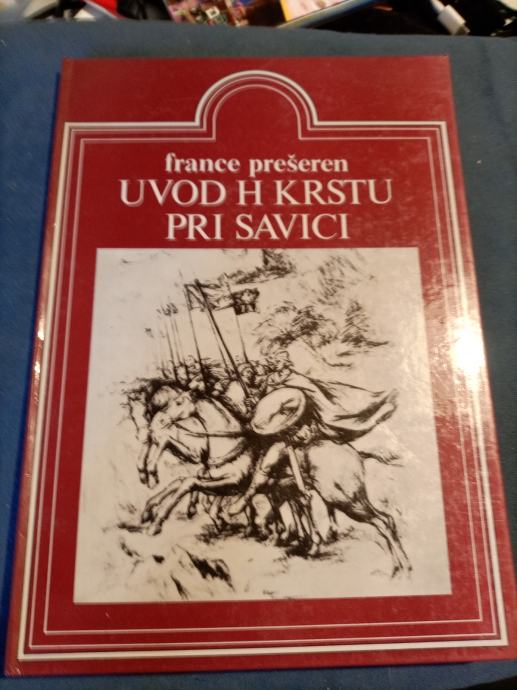 france prešeren
UVOD H KRSTU
PRI SAVICI